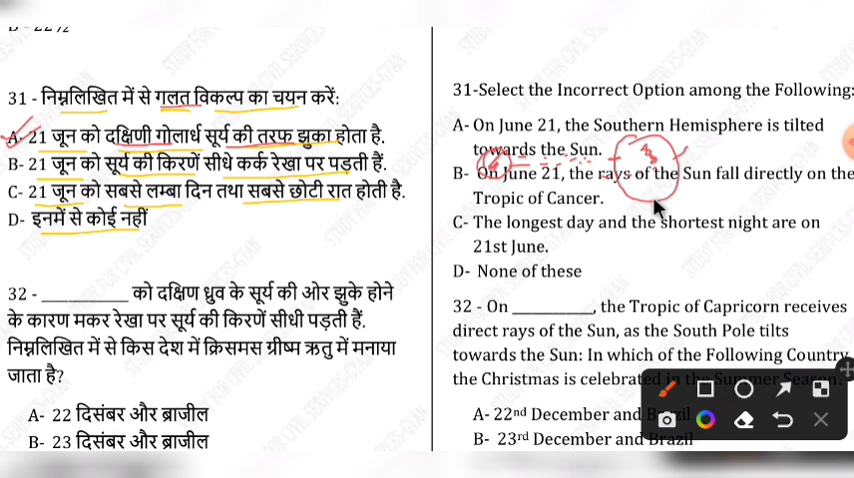 31 - निम्नलिखित में से गलत विकल्प का चयन करें:
A- 21 जून को दक्षिणी गोलार्ध सूर्य की तरफ झुका होता है.
B- 21 जून को सूर्य की किरणें सीधे कर्क रेखा पर पड़ती हैं.
C- 21 जून को सबसे लम्बा दिन तथा सबसे छोटी रात होती है.
D- इनमें से कोई नहीं
32 - __________ को दक्षिण ध्रुव के सूर्य की ओर झुके होने
के कारण मकर रेखा पर सूर्य की किरणें सीधी पड़ती हैं.
निम्नलिखित में से किस देश में क्रिसमस ग्रीष्म ऋतु में मनाया
जाता है?
A- 22 दिसंबर और ब्राजील
B- 23 दिसंबर और ब्राजील
31-Select the Incorrect Option among the Following:
A- On June 21, the Southern Hemisphere is tilted
towards the Sun.
B- On June 21, the rays of the Sun fall directly on the
Tropic of Cancer.
C- The longest day and the shortest night are on
21st June.
D- None of these
32 - On __________, the Tropic of Capricorn receives
direct rays of the Sun, as the South Pole tilts
towards the Sun: In which of the Following Country
the Christmas is celebrated in the Summer Season
A- 22nd December and Brazil
B- 23rd December and Brazil